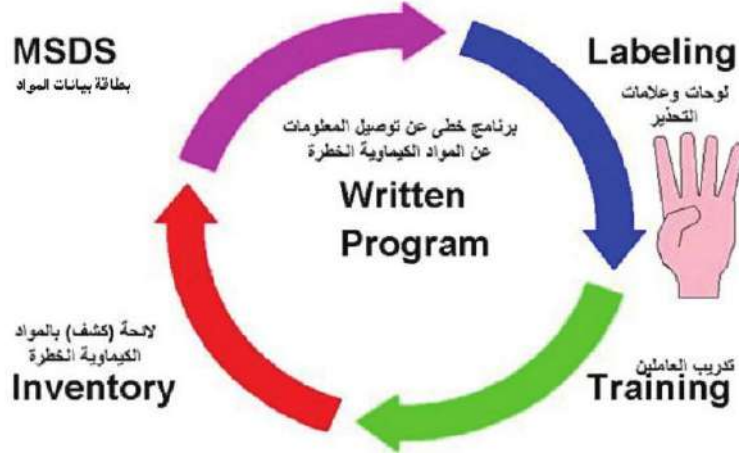 MSDS
بطاقة بيانات المواد
Labeling
لوحات وعلامات
التحذير
برنامج خطى عن توصيل المعلومات
عن المواد الكيماوية الخطرة
Written
Program
لائحة (كشف) بالمواد
الكيماوية الخطرة
Inventory
تدريب العاملين
Training